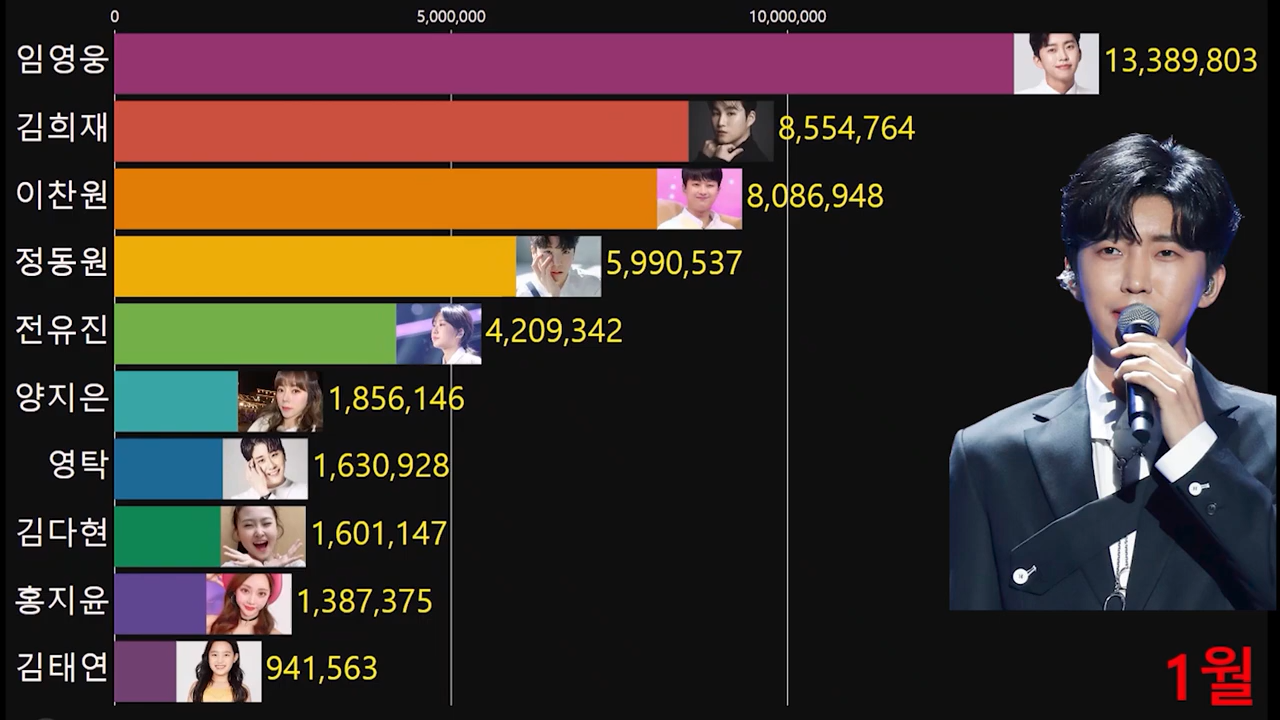 0 5,000,000 10,000,000
임영웅 13,389,803
김희재 8,554,764
이찬원 8,086,948
정동원 5,990,537
전유진 4,209,342
양지은 1,856,146
영탁 1,630,928
김다현 1,601,147
홍지윤 1,387,375
김태연 941,563
1월